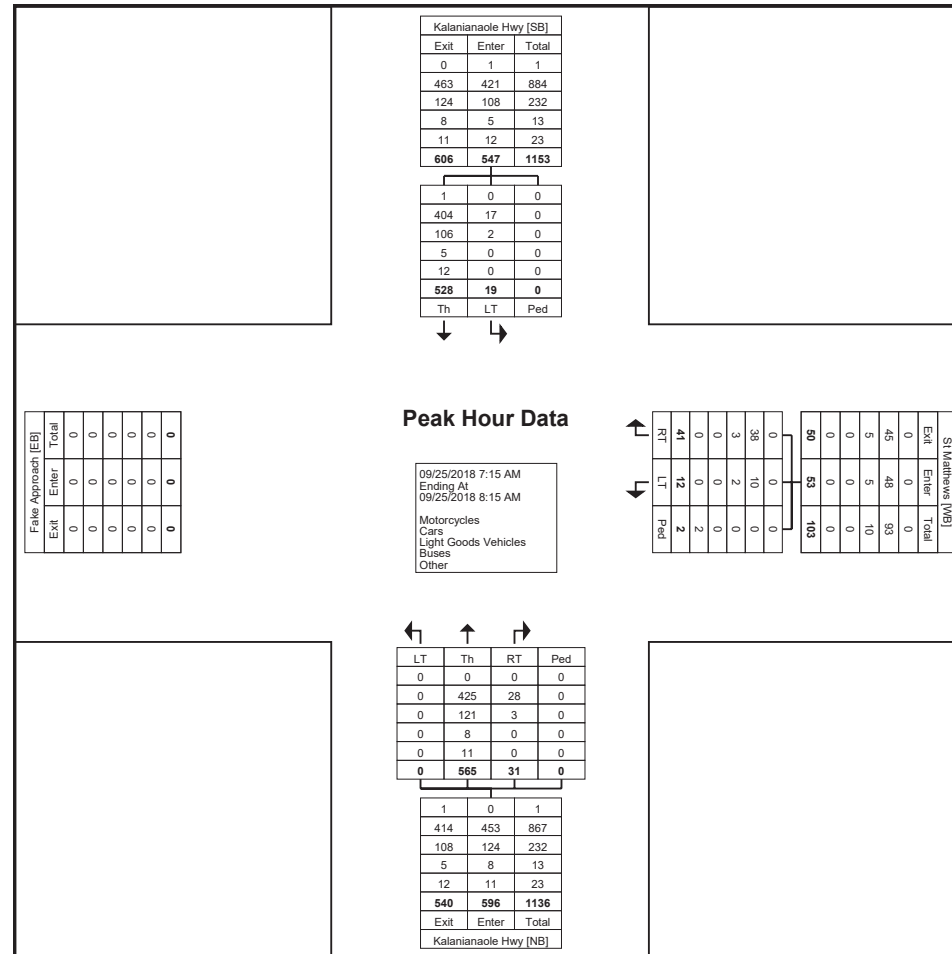 Kalanianaole Hwy [SB]
Exit Enter Total
0 1 1
463 421 884
124 108 232
8 5 13
11 12 23
606 547 1153
1 0 0
404 17 0
106 2 0
5 0 0
12 0 0
528 19 0
Th LT Ped
Fake Approach [EB]
Total 0 0 0 0 0 0
Enter 0 0 0 0 0 0
Exit 0 0 0 0 0 0
Peak Hour Data
09/25/2018 7:15 AM
Ending At
09/25/2018 8:15 AM
Motorcycles
Cars
Light Goods Vehicles
Buses
Other
RT 41 0 0 3 38 0
LT 12 0 0 2 10 0
Ped 2 2 0 0 0 0
St Matthews [WB]
Exit Enter Total
0 0 0
45 48 93
5 5 10
0 0 0
0 0 0
50 53 103
LT Th RT Ped
0 0 0 0
0 425 28 0
0 121 3 0
0 8 0 0
0 11 0 0
0 565 31 0
1 0 1
414 453 867
108 124 232
5 8 13
12 11 23
540 596 1136
Exit Enter Total
Kalanianaole Hwy [NB]